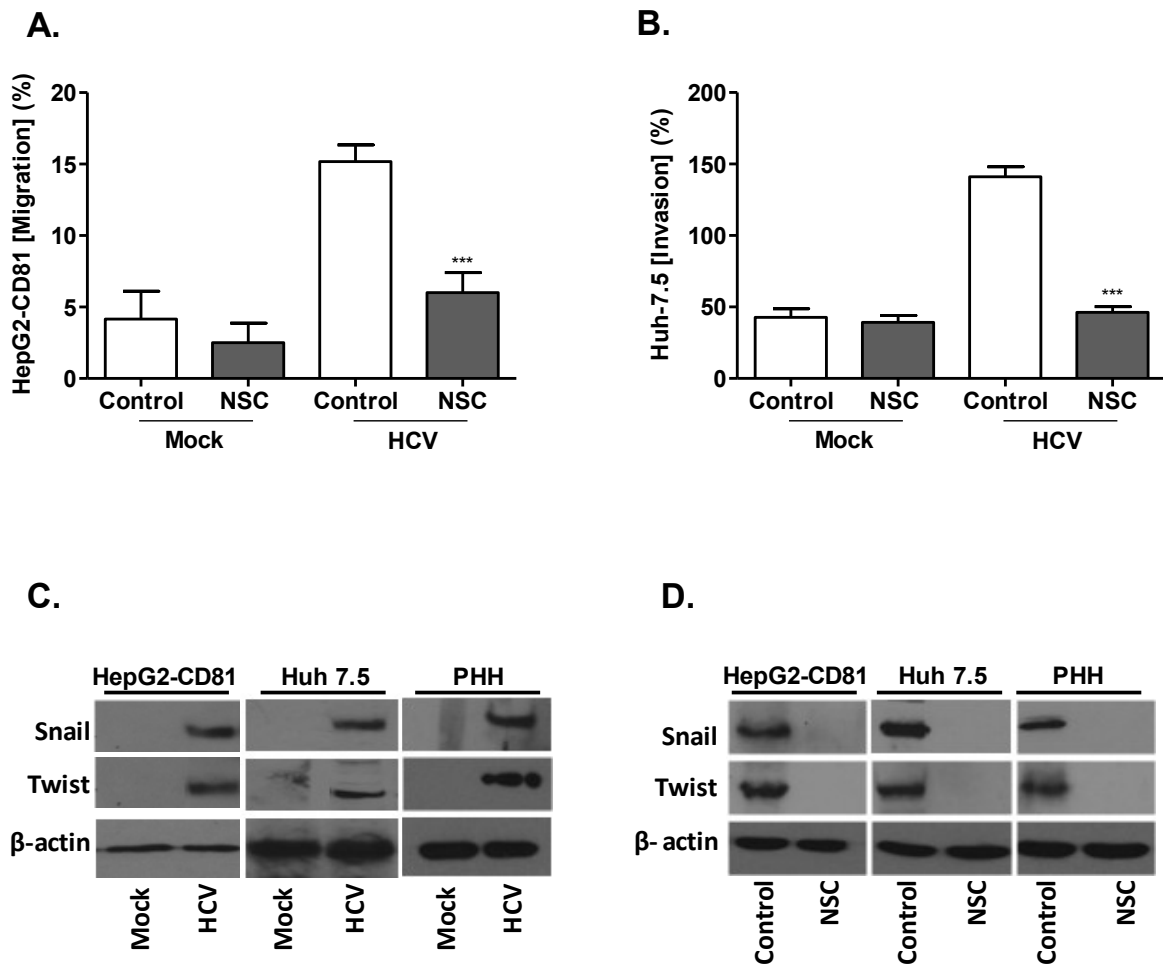 A.
HepG2-CD81 [Migration] (%)
20
15
10
5
0
***
Control NSC Control NSC
Mock HCV
B.
Huh-7.5 [Invasion] (%)
200
150
100
50
0
***
Control NSC Control NSC
Mock HCV
C.
HepG2-CD81 Huh 7.5 PHH
Snail
Twist
β-actin
Mock HCV Mock HCV Mock HCV
D.
HepG2-CD81 Huh 7.5 PHH
Snail
Twist
β- actin
Control NSC Control NSC Control NSC